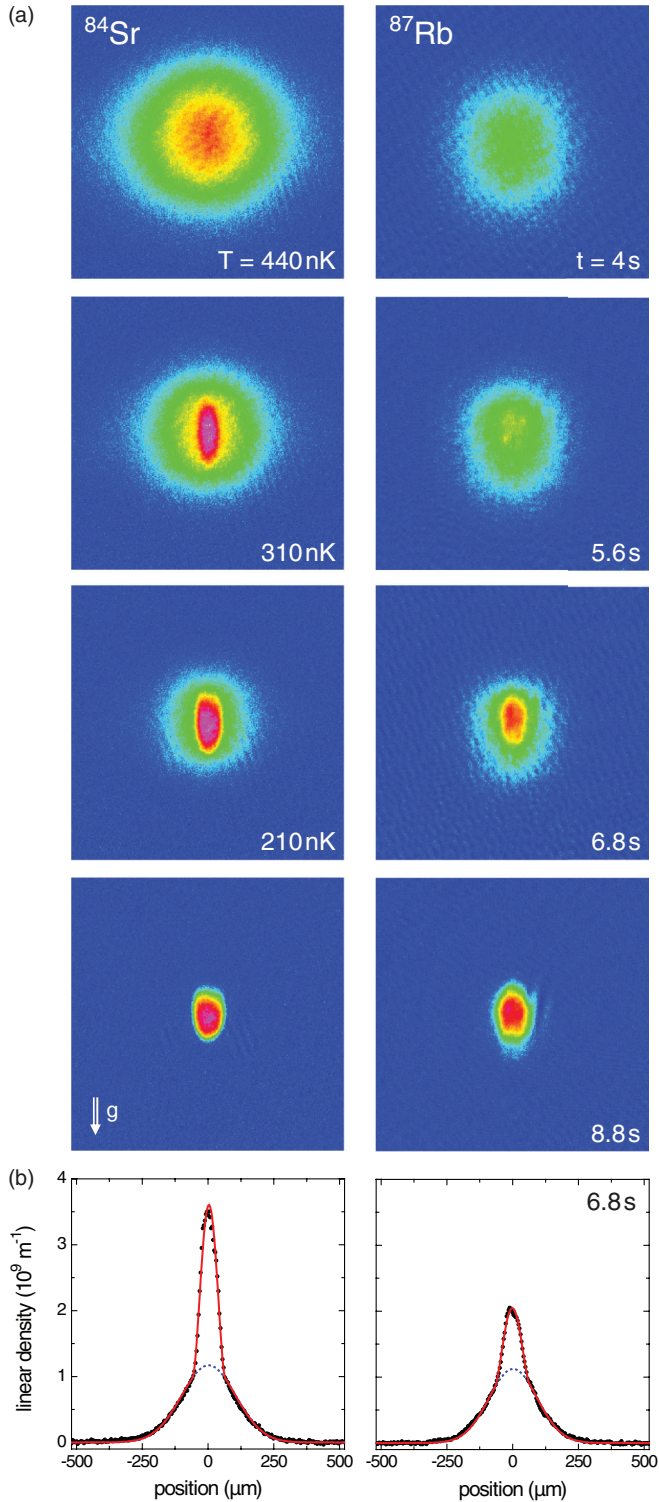 (a)
⁸⁴Sr
⁸⁷Rb
T = 440 nK
t = 4 s
310 nK
5.6 s
210 nK
6.8 s
g
8.8 s
(b)
4
3
2
1
0
linear density (10⁹ m⁻¹)
6.8 s
-500 -250 0 250 500
-500 -250 0 250 500
position (µm)
position (µm)